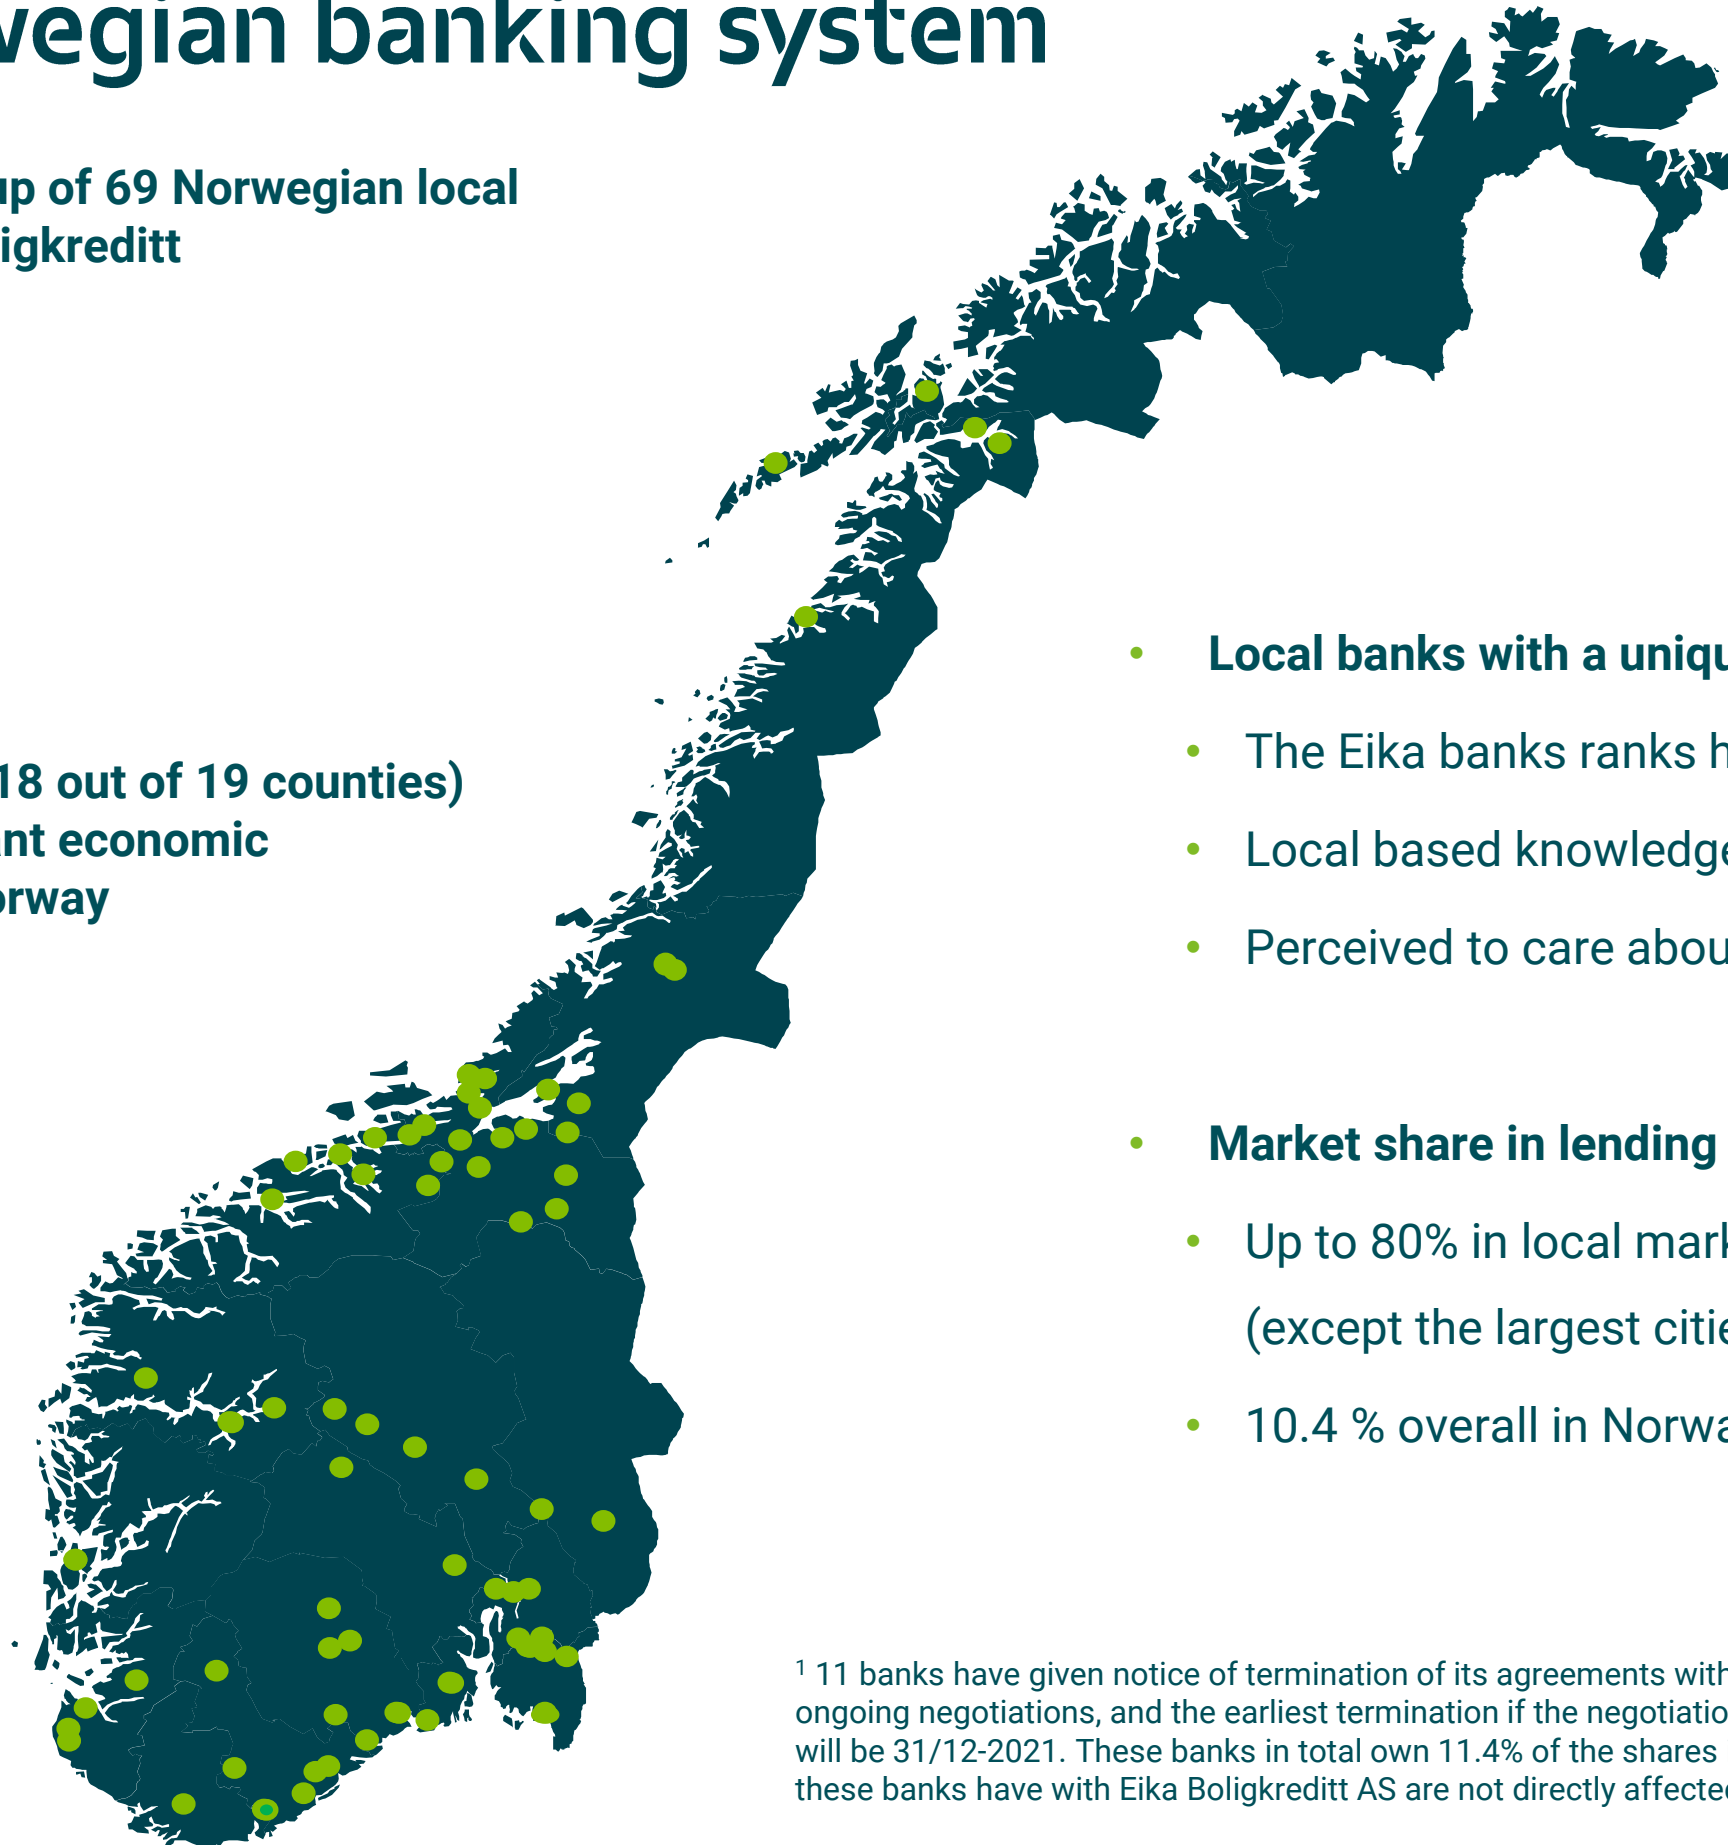 wegian banking system
up of 69 Norwegian local
igkreditt
18 out of 19 counties)
ant economic
orway
• Local banks with a uniqu
• The Eika banks ranks h
• Local based knowledge
• Perceived to care abou
• Market share in lending
• Up to 80% in local mark
(except the largest citie
• 10.4 % overall in Norwa
1 11 banks have given notice of termination of its agreements with
ongoing negotiations, and the earliest termination if the negotiatio
will be 31/12-2021. These banks in total own 11.4% of the shares
these banks have with Eika Boligkreditt AS are not directly affected